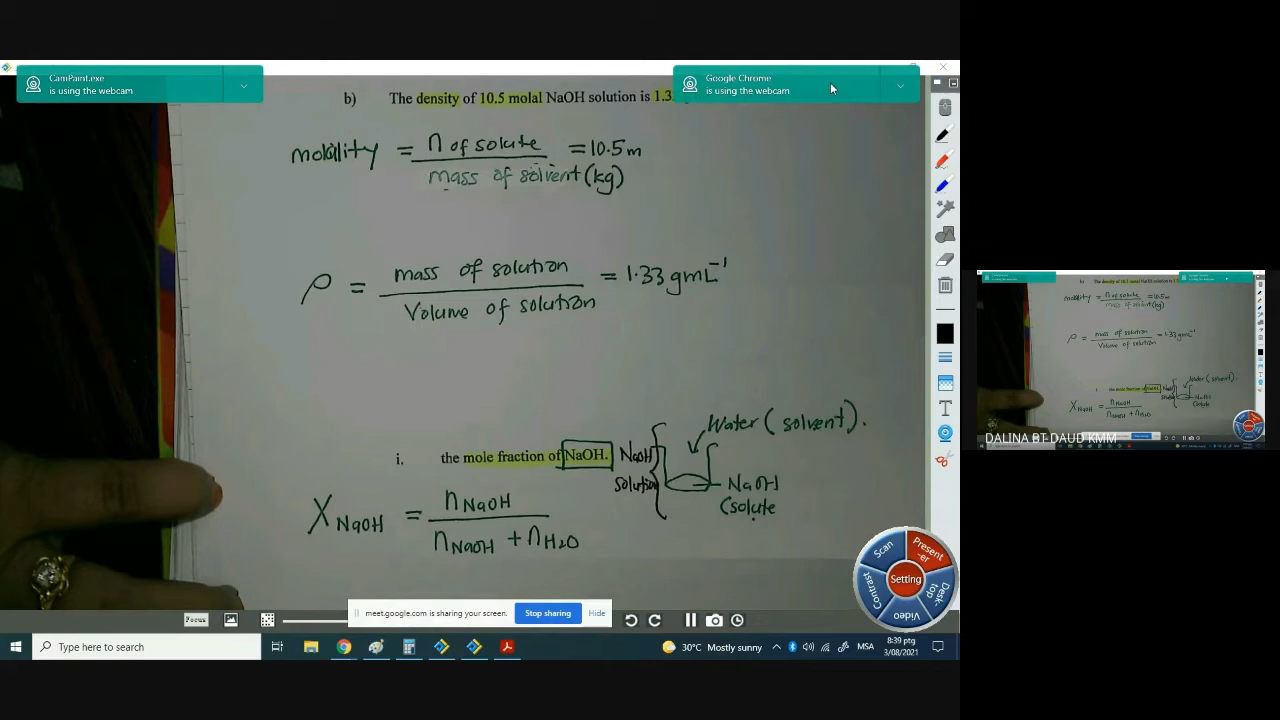 CamPaint.exe
is using the webcam
Google Chrome
is using the webcam
b) The density of 10.5 molal NaOH solution is 1.3
molality = n of solute = 10.5 m
mass of solvent (kg)
ρ = mass of solution = 1.33 gmL⁻¹
Volume of solution
Water (solvent).
i. the mole fraction of NaOH.
NaOH
solution
NaOH
(solute
X NaOH = n NaOH
n NaOH + n H2O
Scan
Present-er
Contrast
Setting
Desk-top
Video
Focus
meet.google.com is sharing your screen.
Stop sharing
Hide
Type here to search
30°C Mostly sunny
MSA
8:39 ptg
3/08/2021
DALINA BT DAUD KMM